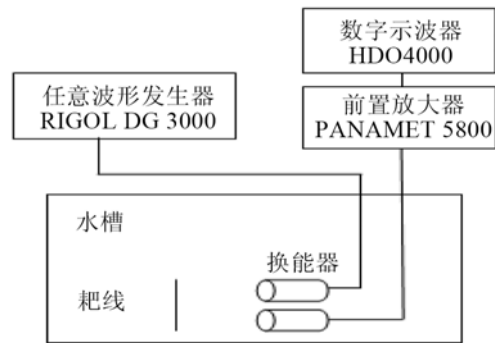 数字示波器
HDO4000
任意波形发生器
RIGOL DG 3000
前置放大器
PANAMET 5800
水槽
换能器
耙线